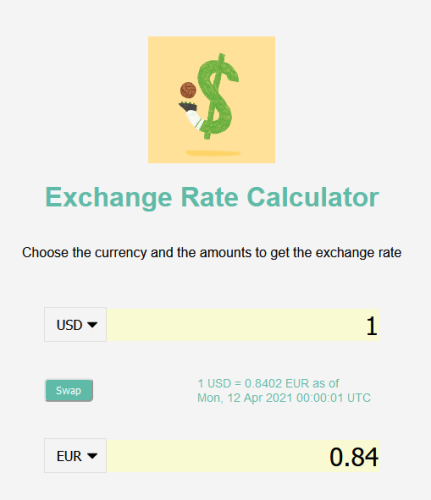 Exchange Rate Calculator
Choose the currency and the amounts to get the exchange rate
USD 1
Swap
1 USD = 0.8402 EUR as of
Mon, 12 Apr 2021 00:00:01 UTC
EUR 0.84